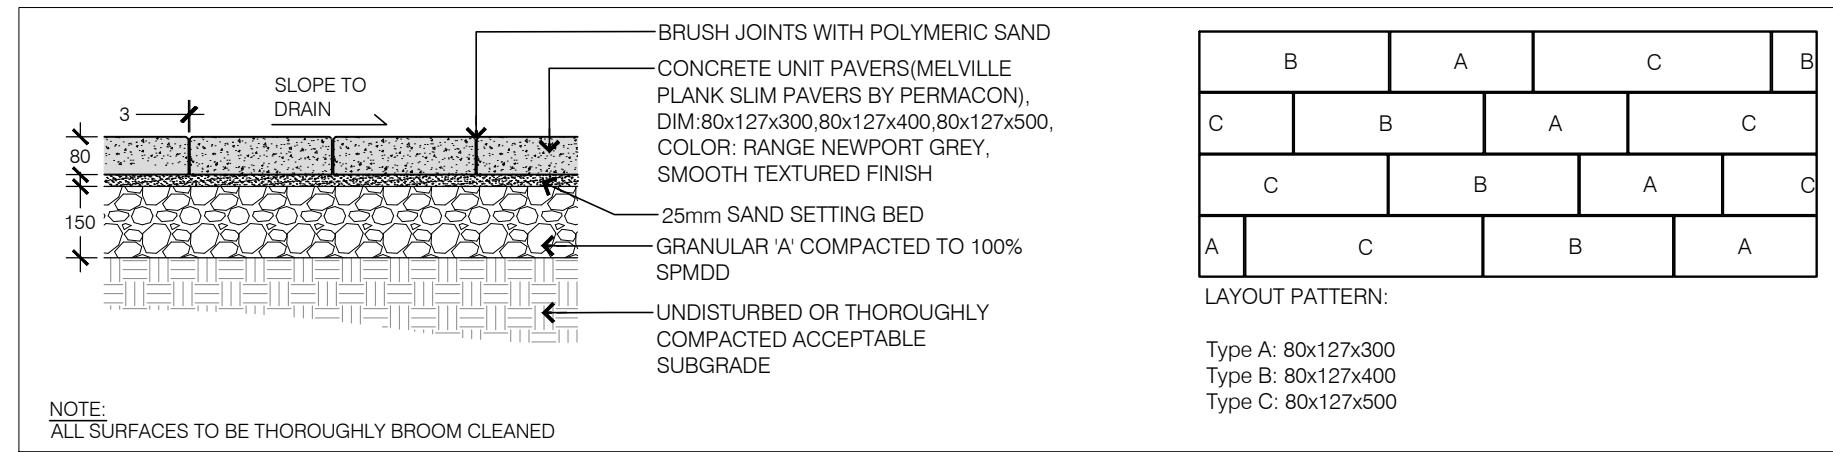 SLOPE TO
DRAIN
3
80
150
BRUSH JOINTS WITH POLYMERIC SAND
CONCRETE UNIT PAVERS(MELVILLE
PLANK SLIM PAVERS BY PERMACON),
DIM:80x127x300,80x127x400,80x127x500,
COLOR: RANGE NEWPORT GREY,
SMOOTH TEXTURED FINISH
25mm SAND SETTING BED
GRANULAR 'A' COMPACTED TO 100%
SPMDD
UNDISTURBED OR THOROUGHLY
COMPACTED ACCEPTABLE
SUBGRADE
NOTE:
ALL SURFACES TO BE THOROUGHLY BROOM CLEANED
B A C B
C B A C
C B A C
A C B A
LAYOUT PATTERN:
Type A: 80x127x300
Type B: 80x127x400
Type C: 80x127x500